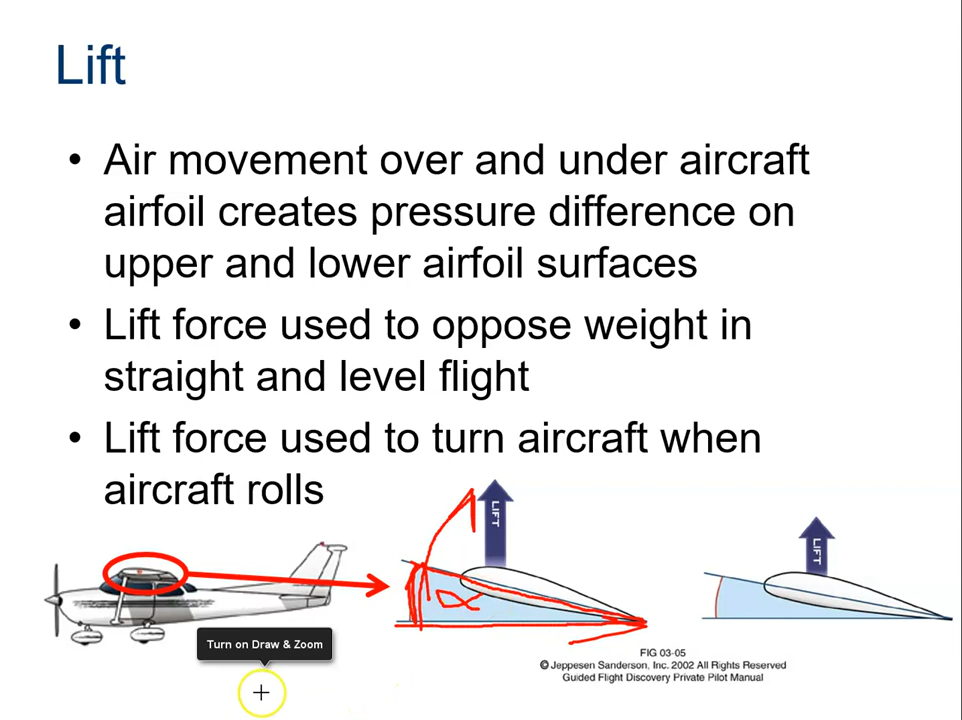 Lift
• Air movement over and under aircraft
airfoil creates pressure difference on
upper and lower airfoil surfaces
• Lift force used to oppose weight in
straight and level flight
• Lift force used to turn aircraft when
aircraft rolls
LIFT
LIFT
α
Turn on Draw & Zoom
FIG 03-05
© Jeppesen Sanderson, Inc. 2002 All Rights Reserved
Guided Flight Discovery Private Pilot Manual